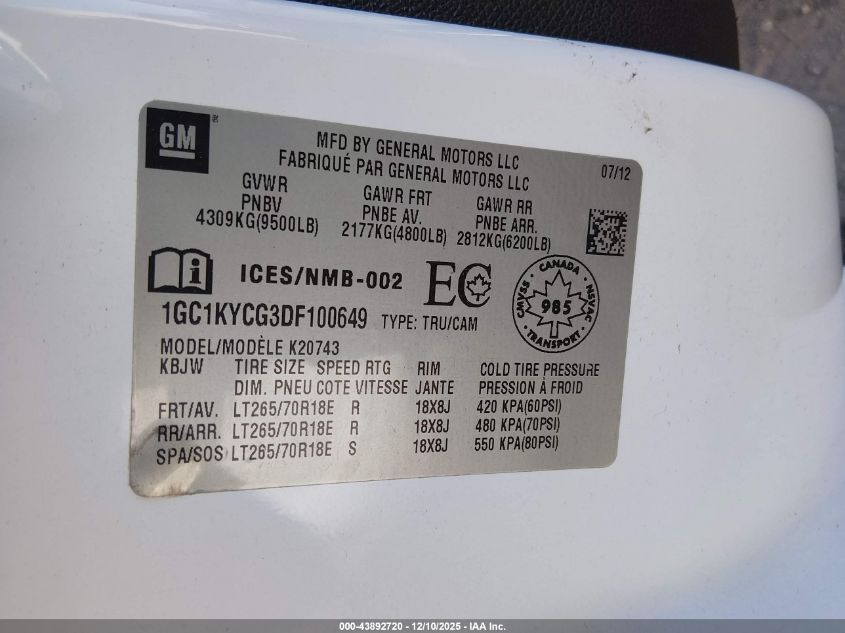 GM ®
MFD BY GENERAL MOTORS LLC
FABRIQUÉ PAR GENERAL MOTORS LLC
07/12
GVWR GAWR FRT GAWR RR
PNBV PNBE AV. PNBE ARR.
4309KG(9500LB) 2177KG(4800LB) 2812KG(6200LB)
i ICES/NMB-002 EC
CANADA
CMVSS NSVAC
985
1GC1KYCG3DF100649 TYPE: TRU/CAM
MODEL/MODÈLE K20743
KBJW TIRE SIZE SPEED RTG RIM COLD TIRE PRESSURE
DIM. PNEU COTE VITESSE JANTE PRESSION À FROID
FRT/AV. LT265/70R18E R 18X8J 420 KPA(60PSI)
RR/ARR. LT265/70R18E R 18X8J 480 KPA(70PSI)
SPA/SOS LT265/70R18E S 18X8J 550 KPA(80PSI)
000-43892720 - 12/10/2025 - IAA Inc.